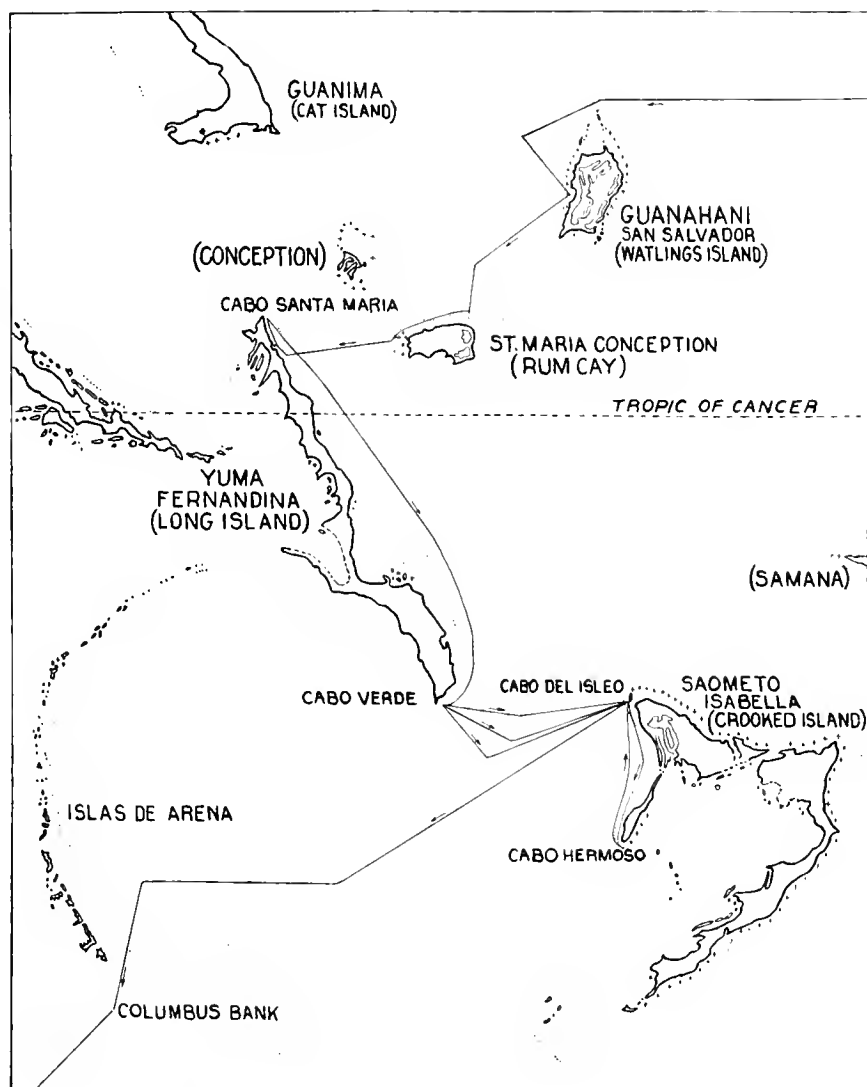 GUANIMA
(CAT ISLAND)
GUANAHANI
SAN SALVADOR
(WATLINGS ISLAND)
(CONCEPTION)
CABO SANTA MARIA
ST. MARIA CONCEPTION
(RUM CAY)
TROPIC OF CANCER
YUMA
FERNANDINA
(LONG ISLAND)
(SAMANA)
CABO VERDE
CABO DEL ISLEO
SAOMETO
ISABELLA
(CROOKED ISLAND)
ISLAS DE ARENA
CABO HERMOSO
COLUMBUS BANK